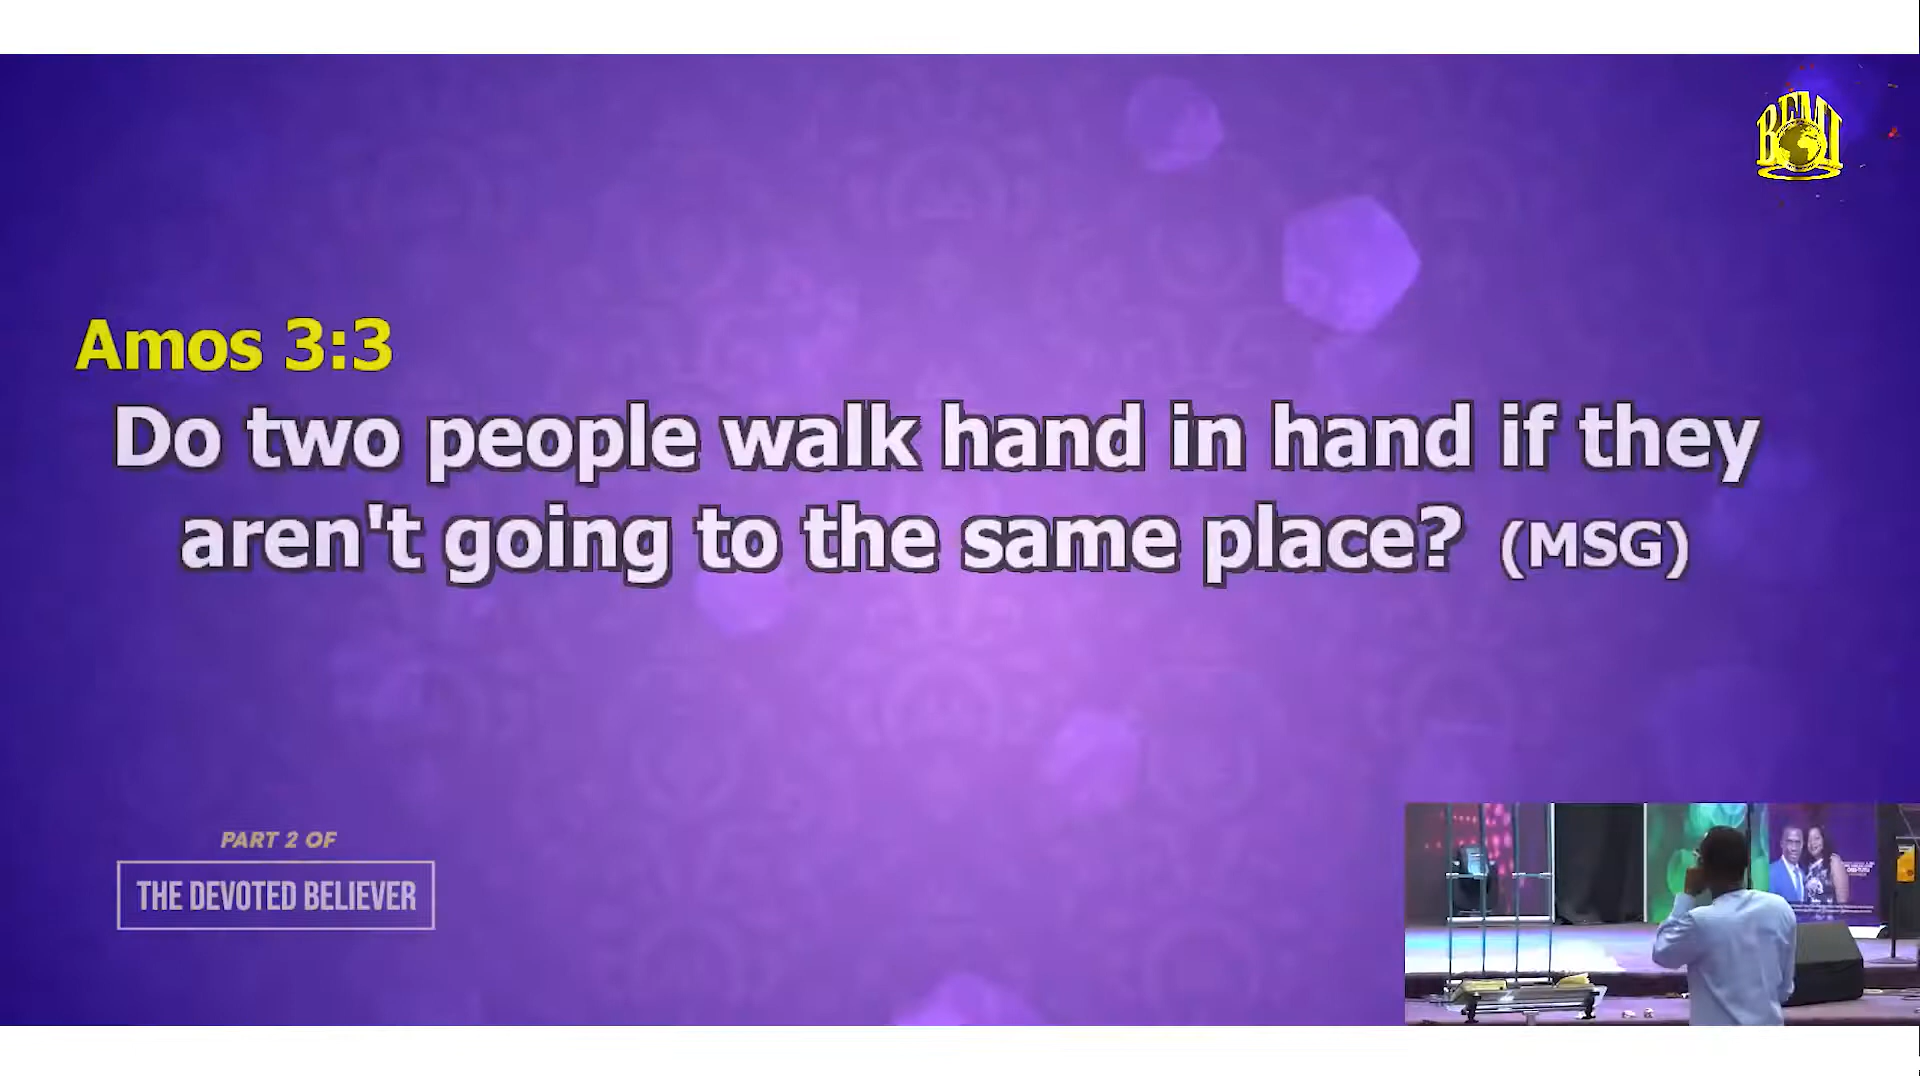 BFMI
Amos 3:3
Do two people walk hand in hand if they
aren't going to the same place? (MSG)
PART 2 OF
THE DEVOTED BELIEVER